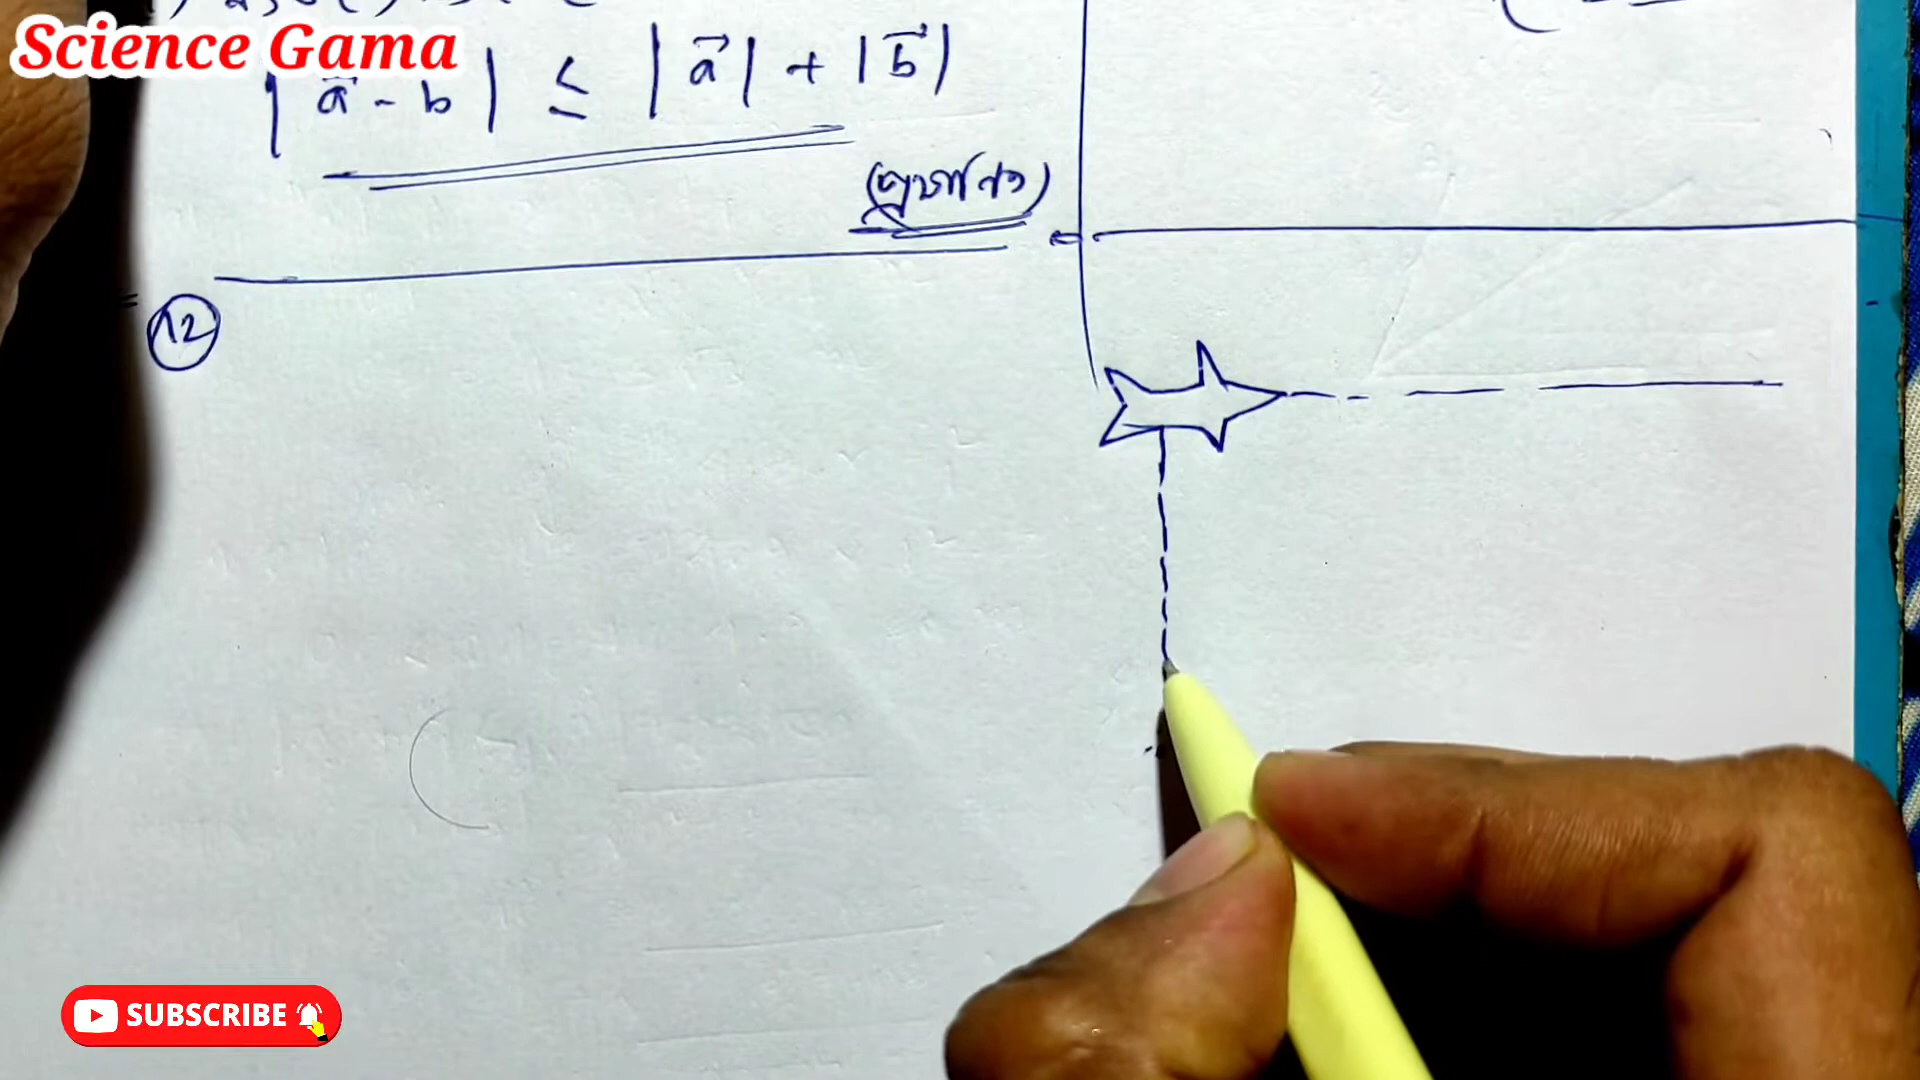 Science Gama
|a⃗ - b| ≤ |a⃗| + |b⃗|
(প্রমাণিত)
12
SUBSCRIBE